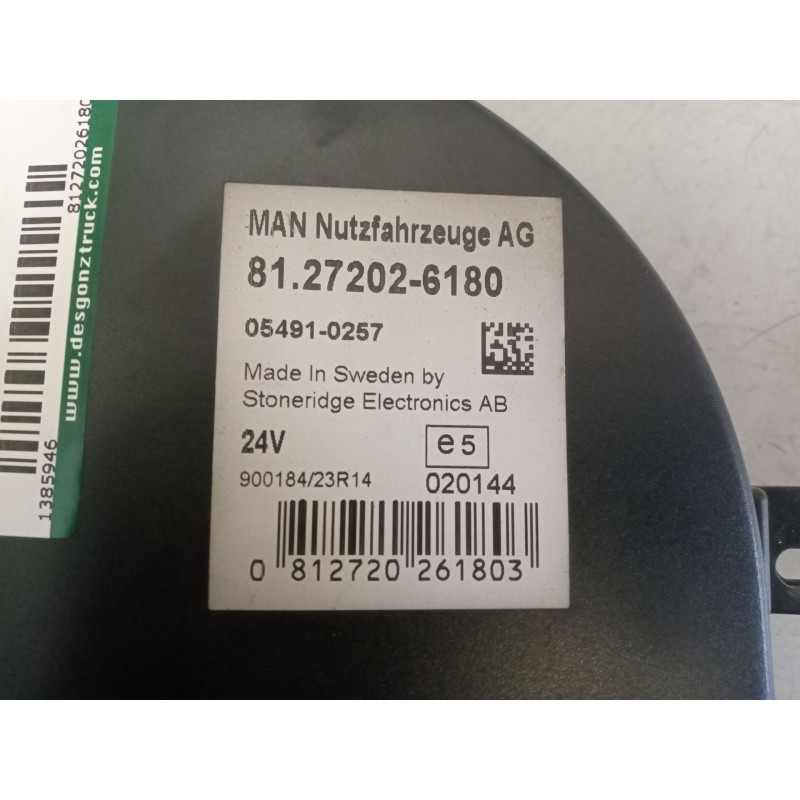 MAN Nutzfahrzeuge AG
81.27202-6180
05491-0257
Made In Sweden by
Stoneridge Electronics AB
24V
e5
900184/23R14
020144
0 812720 261803
81272026180
www.desgonztruck.com
1385946